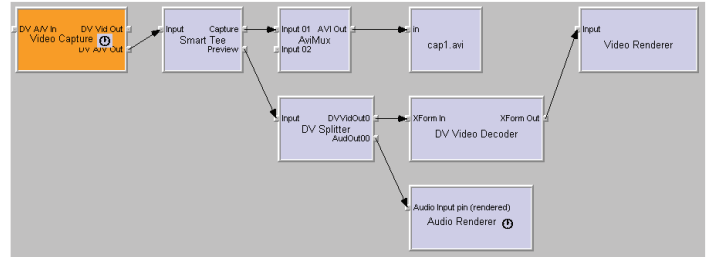 DV A/V In DV Vid Out
Video Capture
DV A/V Out
Input Capture
Smart Tee
Preview
Input 01 AVI Out
AviMux
Input 02
in
cap1.avi
Input
Video Renderer
Input DVVidOut0
DV Splitter
AudOut00
XForm In XForm Out
DV Video Decoder
Audio Input pin (rendered)
Audio Renderer